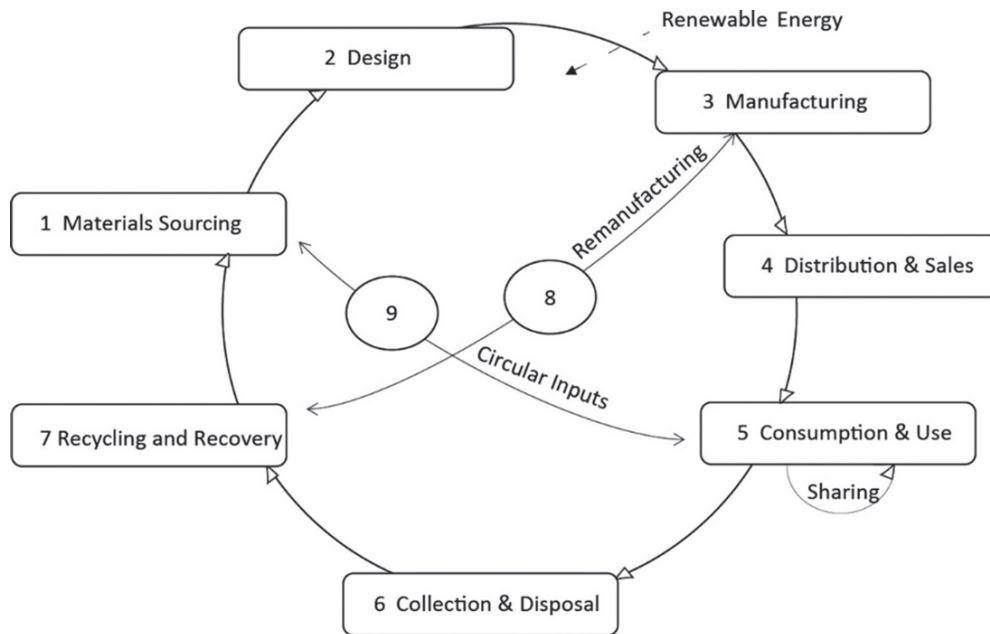 Renewable Energy
2 Design
3 Manufacturing
Remanufacturing
1 Materials Sourcing
4 Distribution & Sales
8
9
Circular Inputs
7 Recycling and Recovery
5 Consumption & Use
Sharing
6 Collection & Disposal